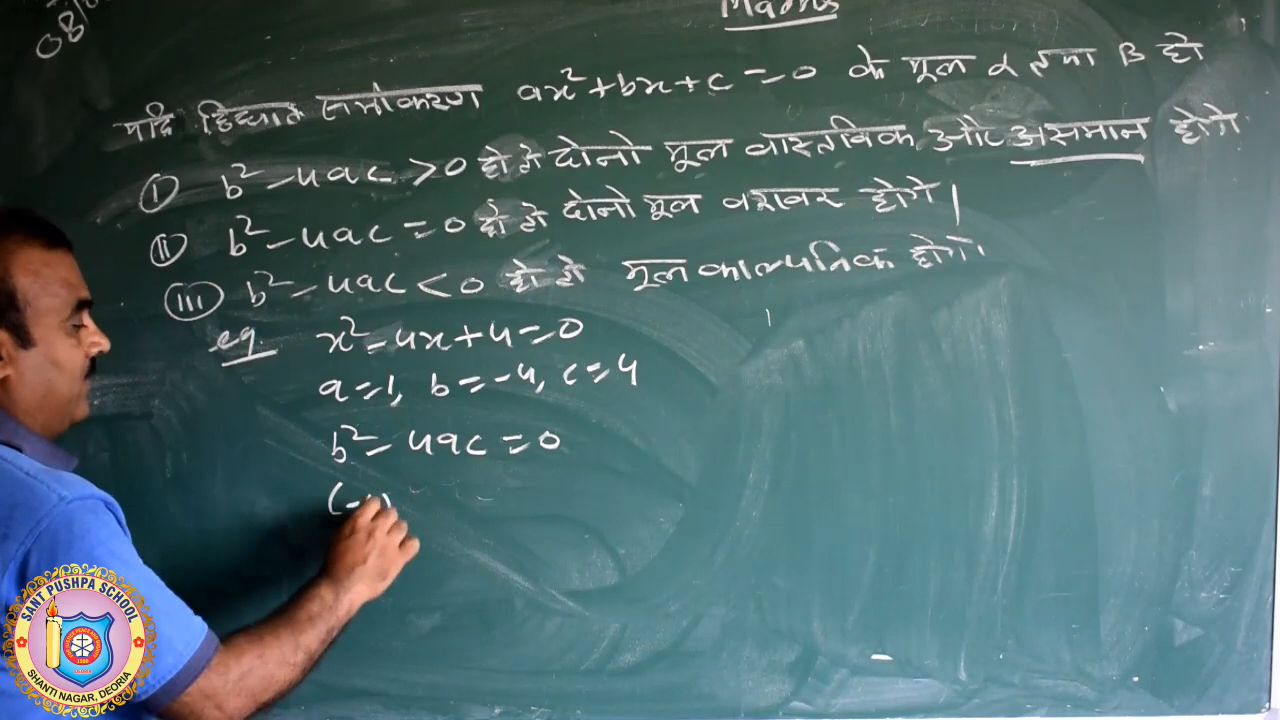 08/
Maths
यदि द्विघात समीकरण ax²+bx+c=0 के मूल α तथा β हो
(I) b²-4ac>0 हो तो दोनो मूल वास्तविक और असमान होगे
(II) b²-4ac=0 हो तो दोनो मूल बराबर होगे।
(III) b²-4ac<0 हो तो मूल काल्पनिक होगे
eg. x²-4x+4=0
a=1, b=-4, c=4
b²-4ac=0
(-4)
SANT PUSHPA SCHOOL
SHANTI NAGAR, DEORIA